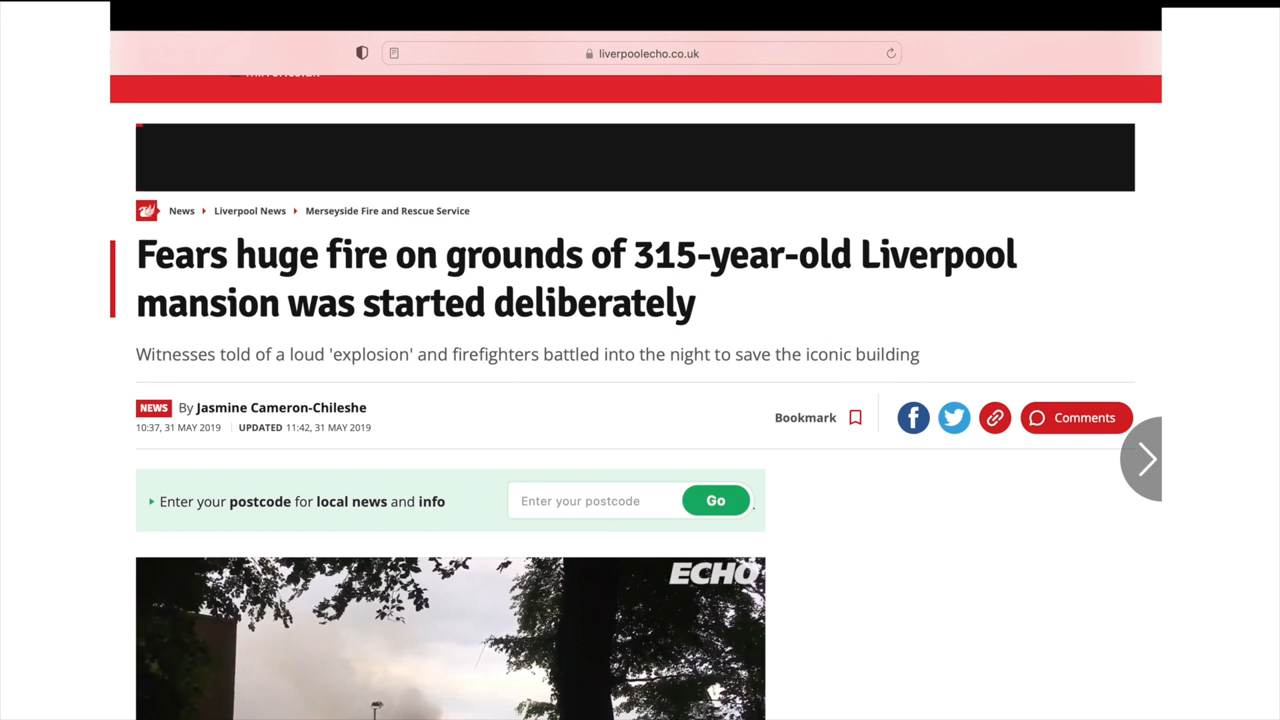 liverpoolecho.co.uk
News Liverpool News Merseyside Fire and Rescue Service
Fears huge fire on grounds of 315-year-old Liverpool
mansion was started deliberately
Witnesses told of a loud 'explosion' and firefighters battled into the night to save the iconic building
NEWS By Jasmine Cameron-Chileshe
Bookmark
Comments
10:37, 31 MAY 2019 UPDATED 11:42, 31 MAY 2019
Enter your postcode for local news and info
Enter your postcode Go
ECHO